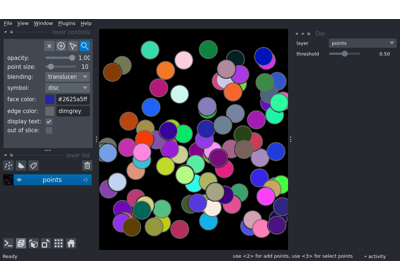 File View Window Plugins Help
layer controls
opacity: 1.00
point size: 10
blending: translucen
symbol: disc
face color: #2625a5ff
edge color: dimgrey
display text:
out of slice:
layer list
points
layer points
threshold 0.50
Ready
use <2> for add points, use <3> for select points
activity